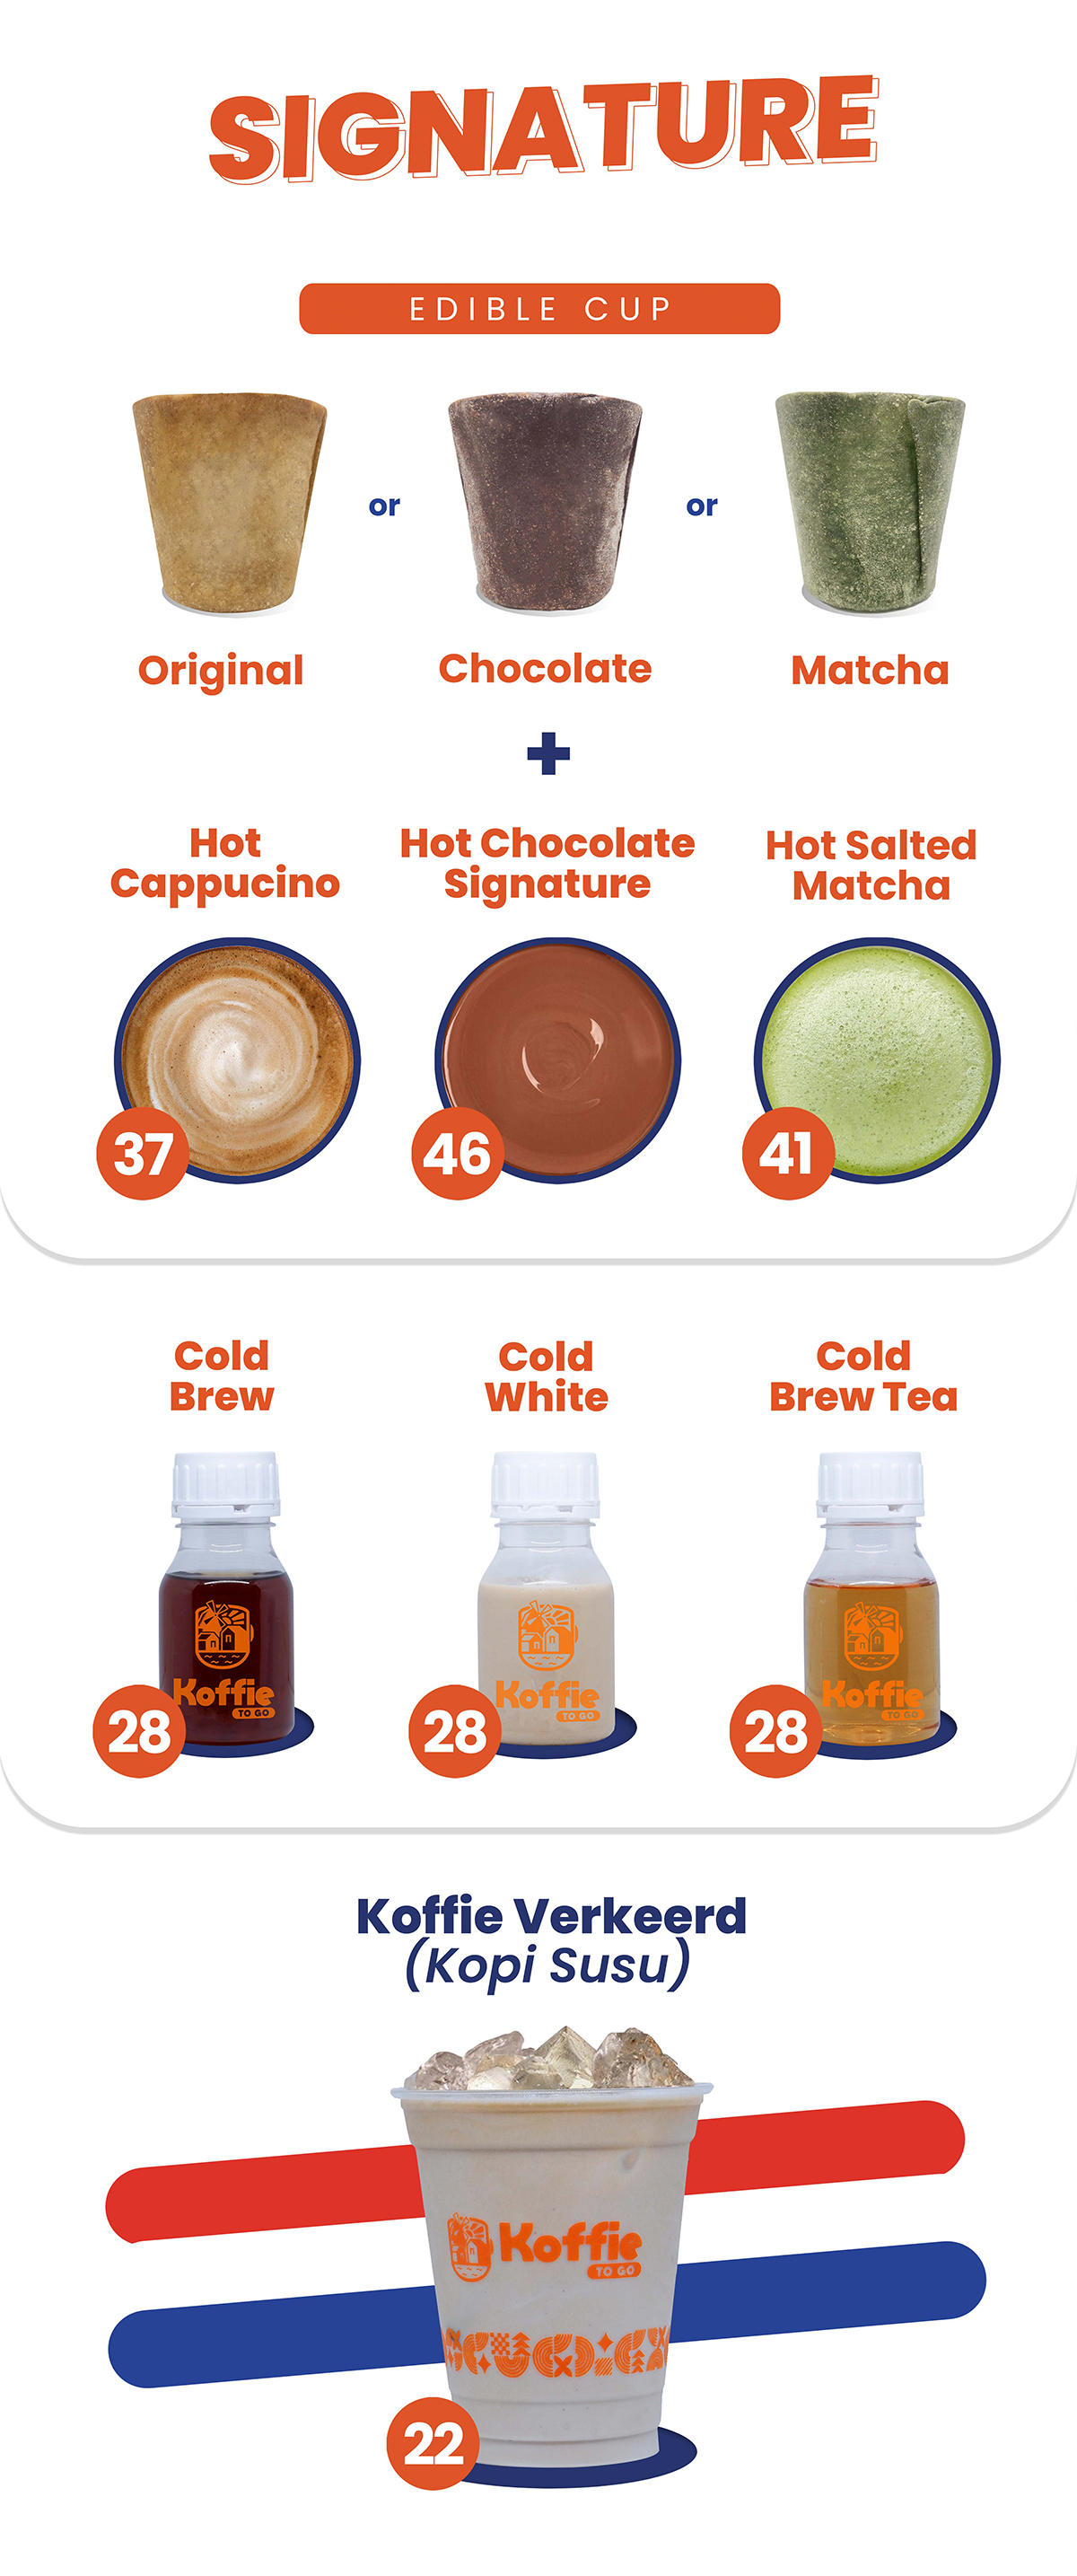 SIGNATURE
EDIBLE CUP
or
or
Original
Chocolate
Matcha
+
Hot
Cappucino
Hot Chocolate
Signature
Hot Salted
Matcha
37
46
41
Cold
Brew
Cold
White
Cold
Brew Tea
Koffie
TO GO
Koffie
TO GO
Koffie
TO GO
28
28
28
Koffie Verkeerd
(Kopi Susu)
Koffie
TO GO
22